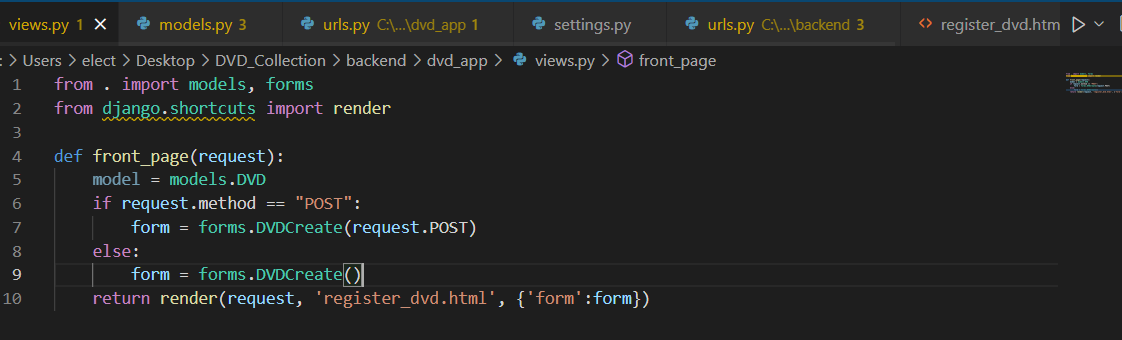 views.py 1 × models.py 3 urls.py C:\...\dvd_app 1 settings.py urls.py C:\...\backend 3 <> register_dvd.htm
: > Users > elect > Desktop > DVD_Collection > backend > dvd_app > views.py > front_page
1 from . import models, forms
2 from django.shortcuts import render
3
4 def front_page(request):
5     model = models.DVD
6     if request.method == "POST":
7         form = forms.DVDCreate(request.POST)
8     else:
9         form = forms.DVDCreate()
10     return render(request, 'register_dvd.html', {'form':form})